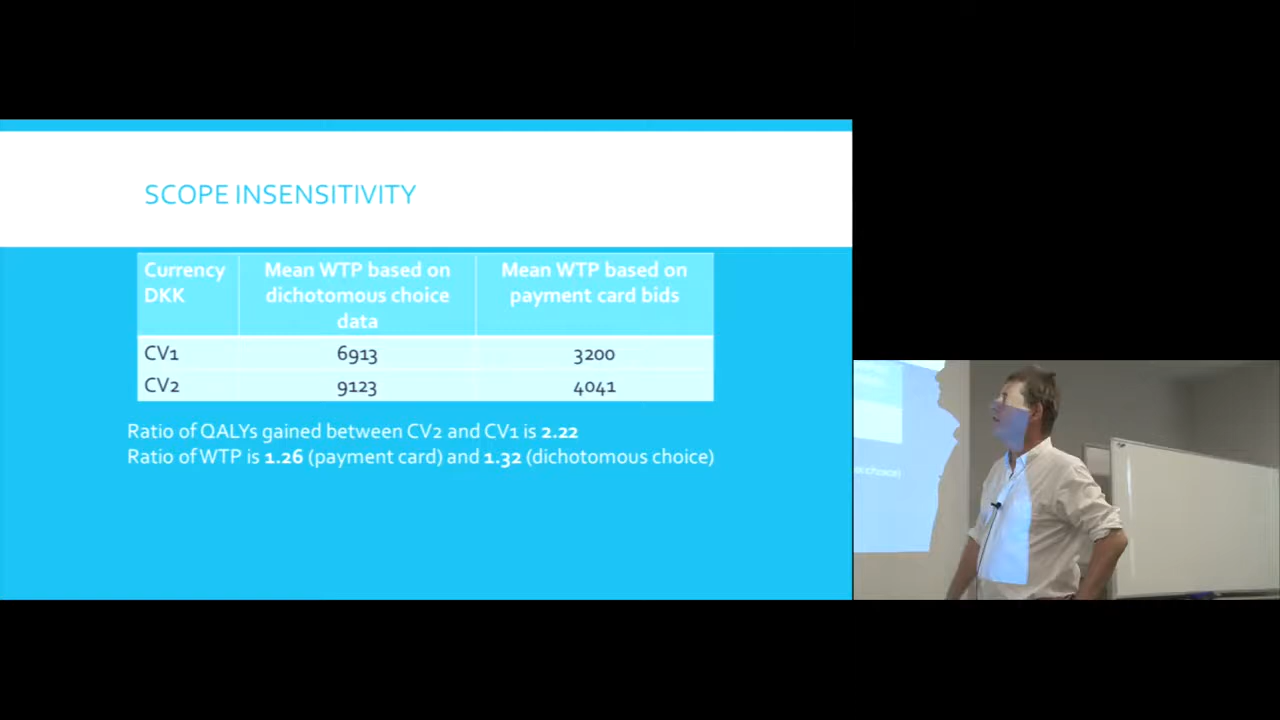 SCOPE INSENSITIVITY
Currency DKK
Mean WTP based on dichotomous choice data
Mean WTP based on payment card bids
CV1 6913 3200
CV2 9123 4041
Ratio of QALYs gained between CV2 and CV1 is 2.22
Ratio of WTP is 1.26 (payment card) and 1.32 (dichotomous choice)
choice)